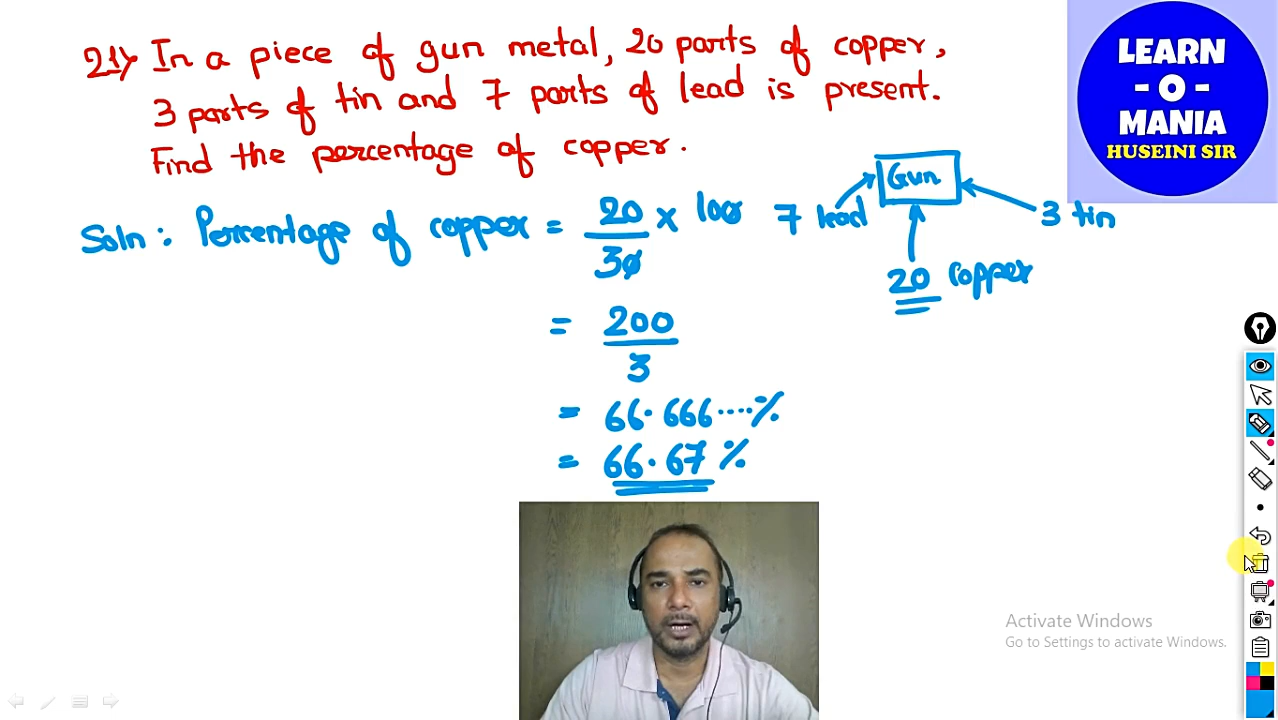 21) In a piece of gun metal, 20 parts of copper,
3 parts of tin and 7 parts of lead is present.
Find the percentage of copper.
Soln : Percentage of copper = 20/30 x 100
= 200/3
= 66.666....%
= 66.67 %
Gun
7 lead
3 tin
20 copper
LEARN
- O -
MANIA
HUSEINI SIR
Activate Windows
Go to Settings to activate Windows.